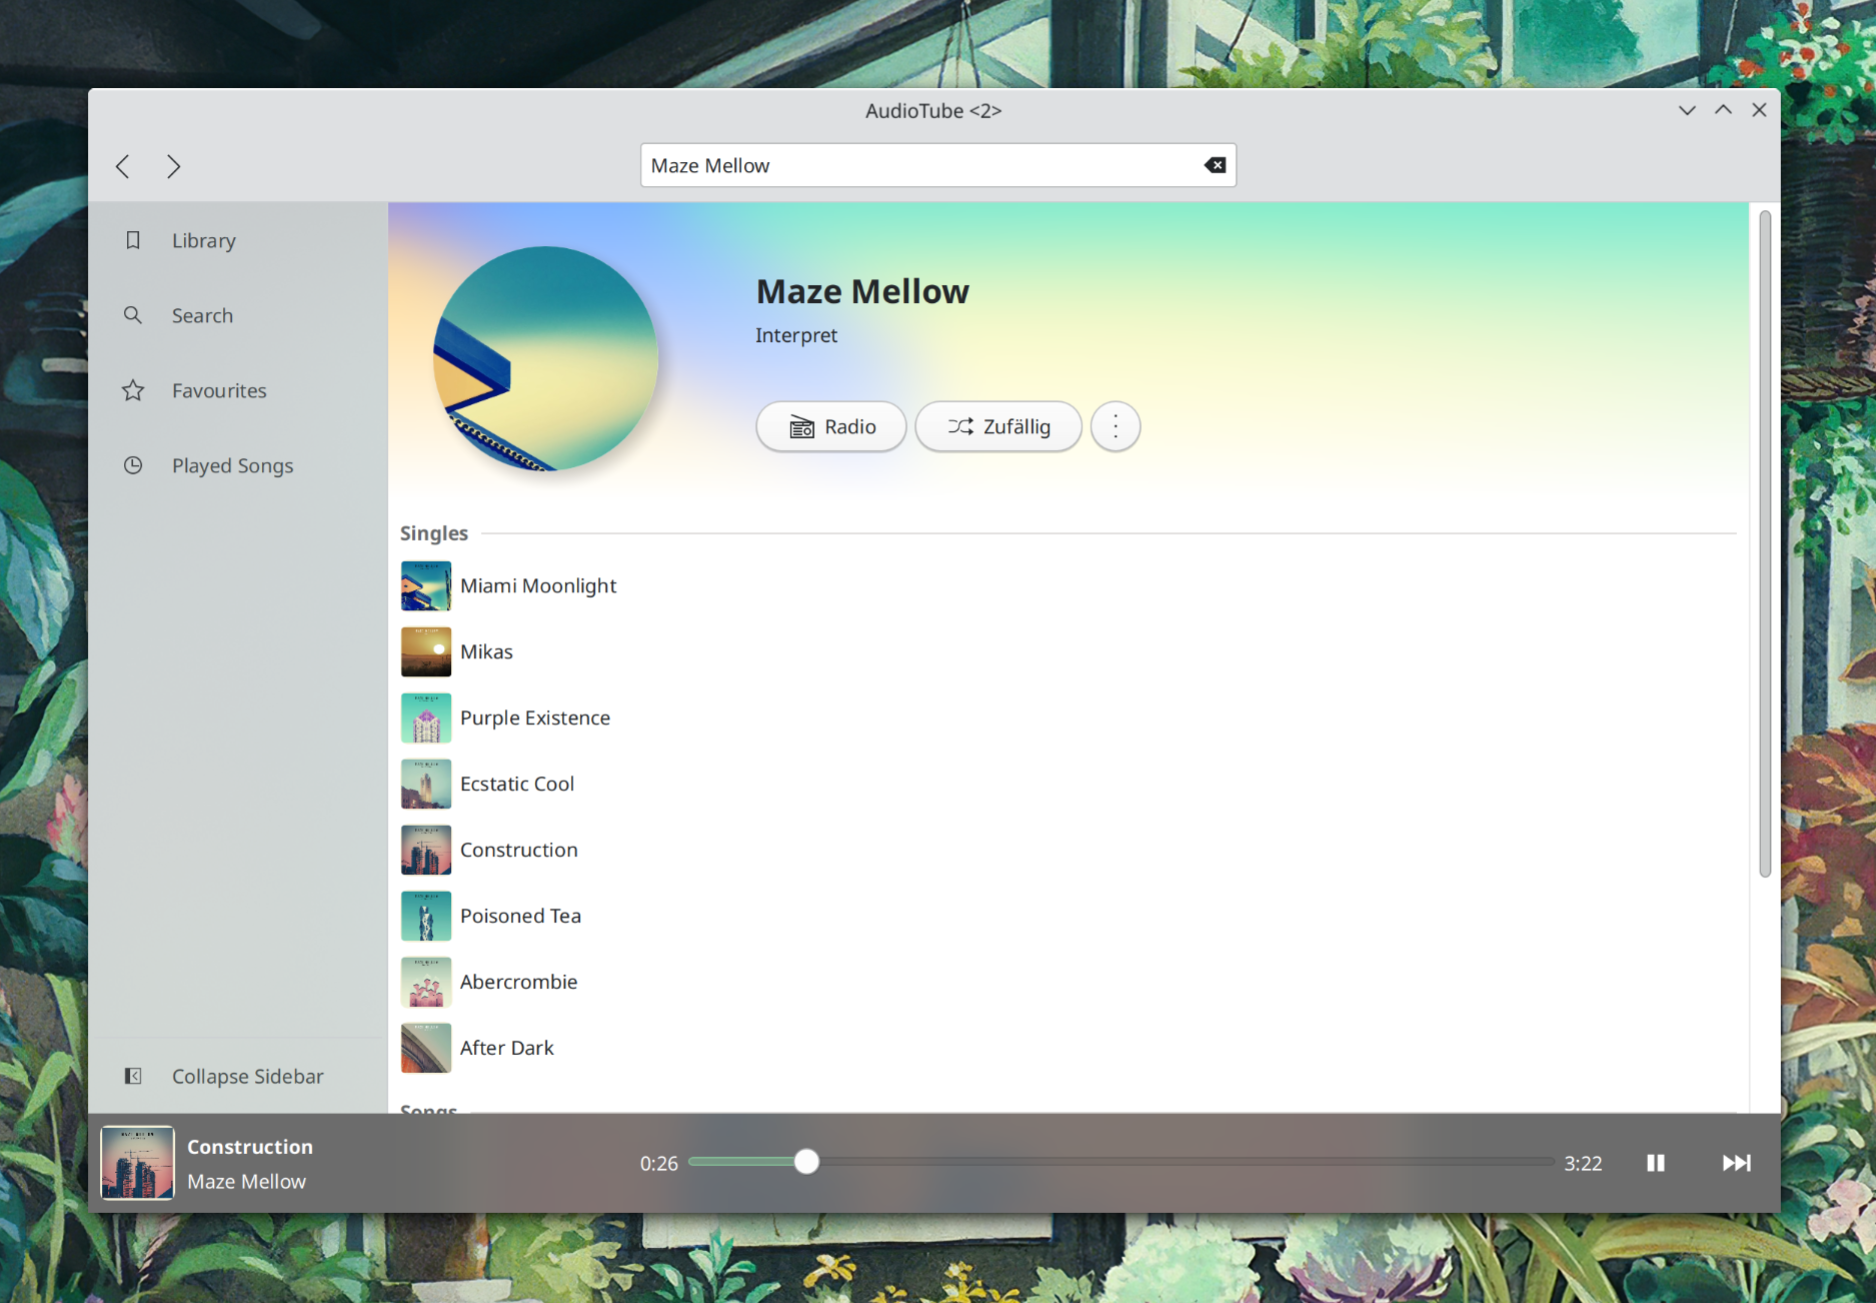 AudioTube <2>
Maze Mellow
Library
Search
Favourites
Played Songs
Collapse Sidebar
Maze Mellow
Interpret
Radio
Zufällig
Singles
Miami Moonlight
Mikas
Purple Existence
Ecstatic Cool
Construction
Poisoned Tea
Abercrombie
After Dark
Songs
Construction
Maze Mellow
0:26
3:22